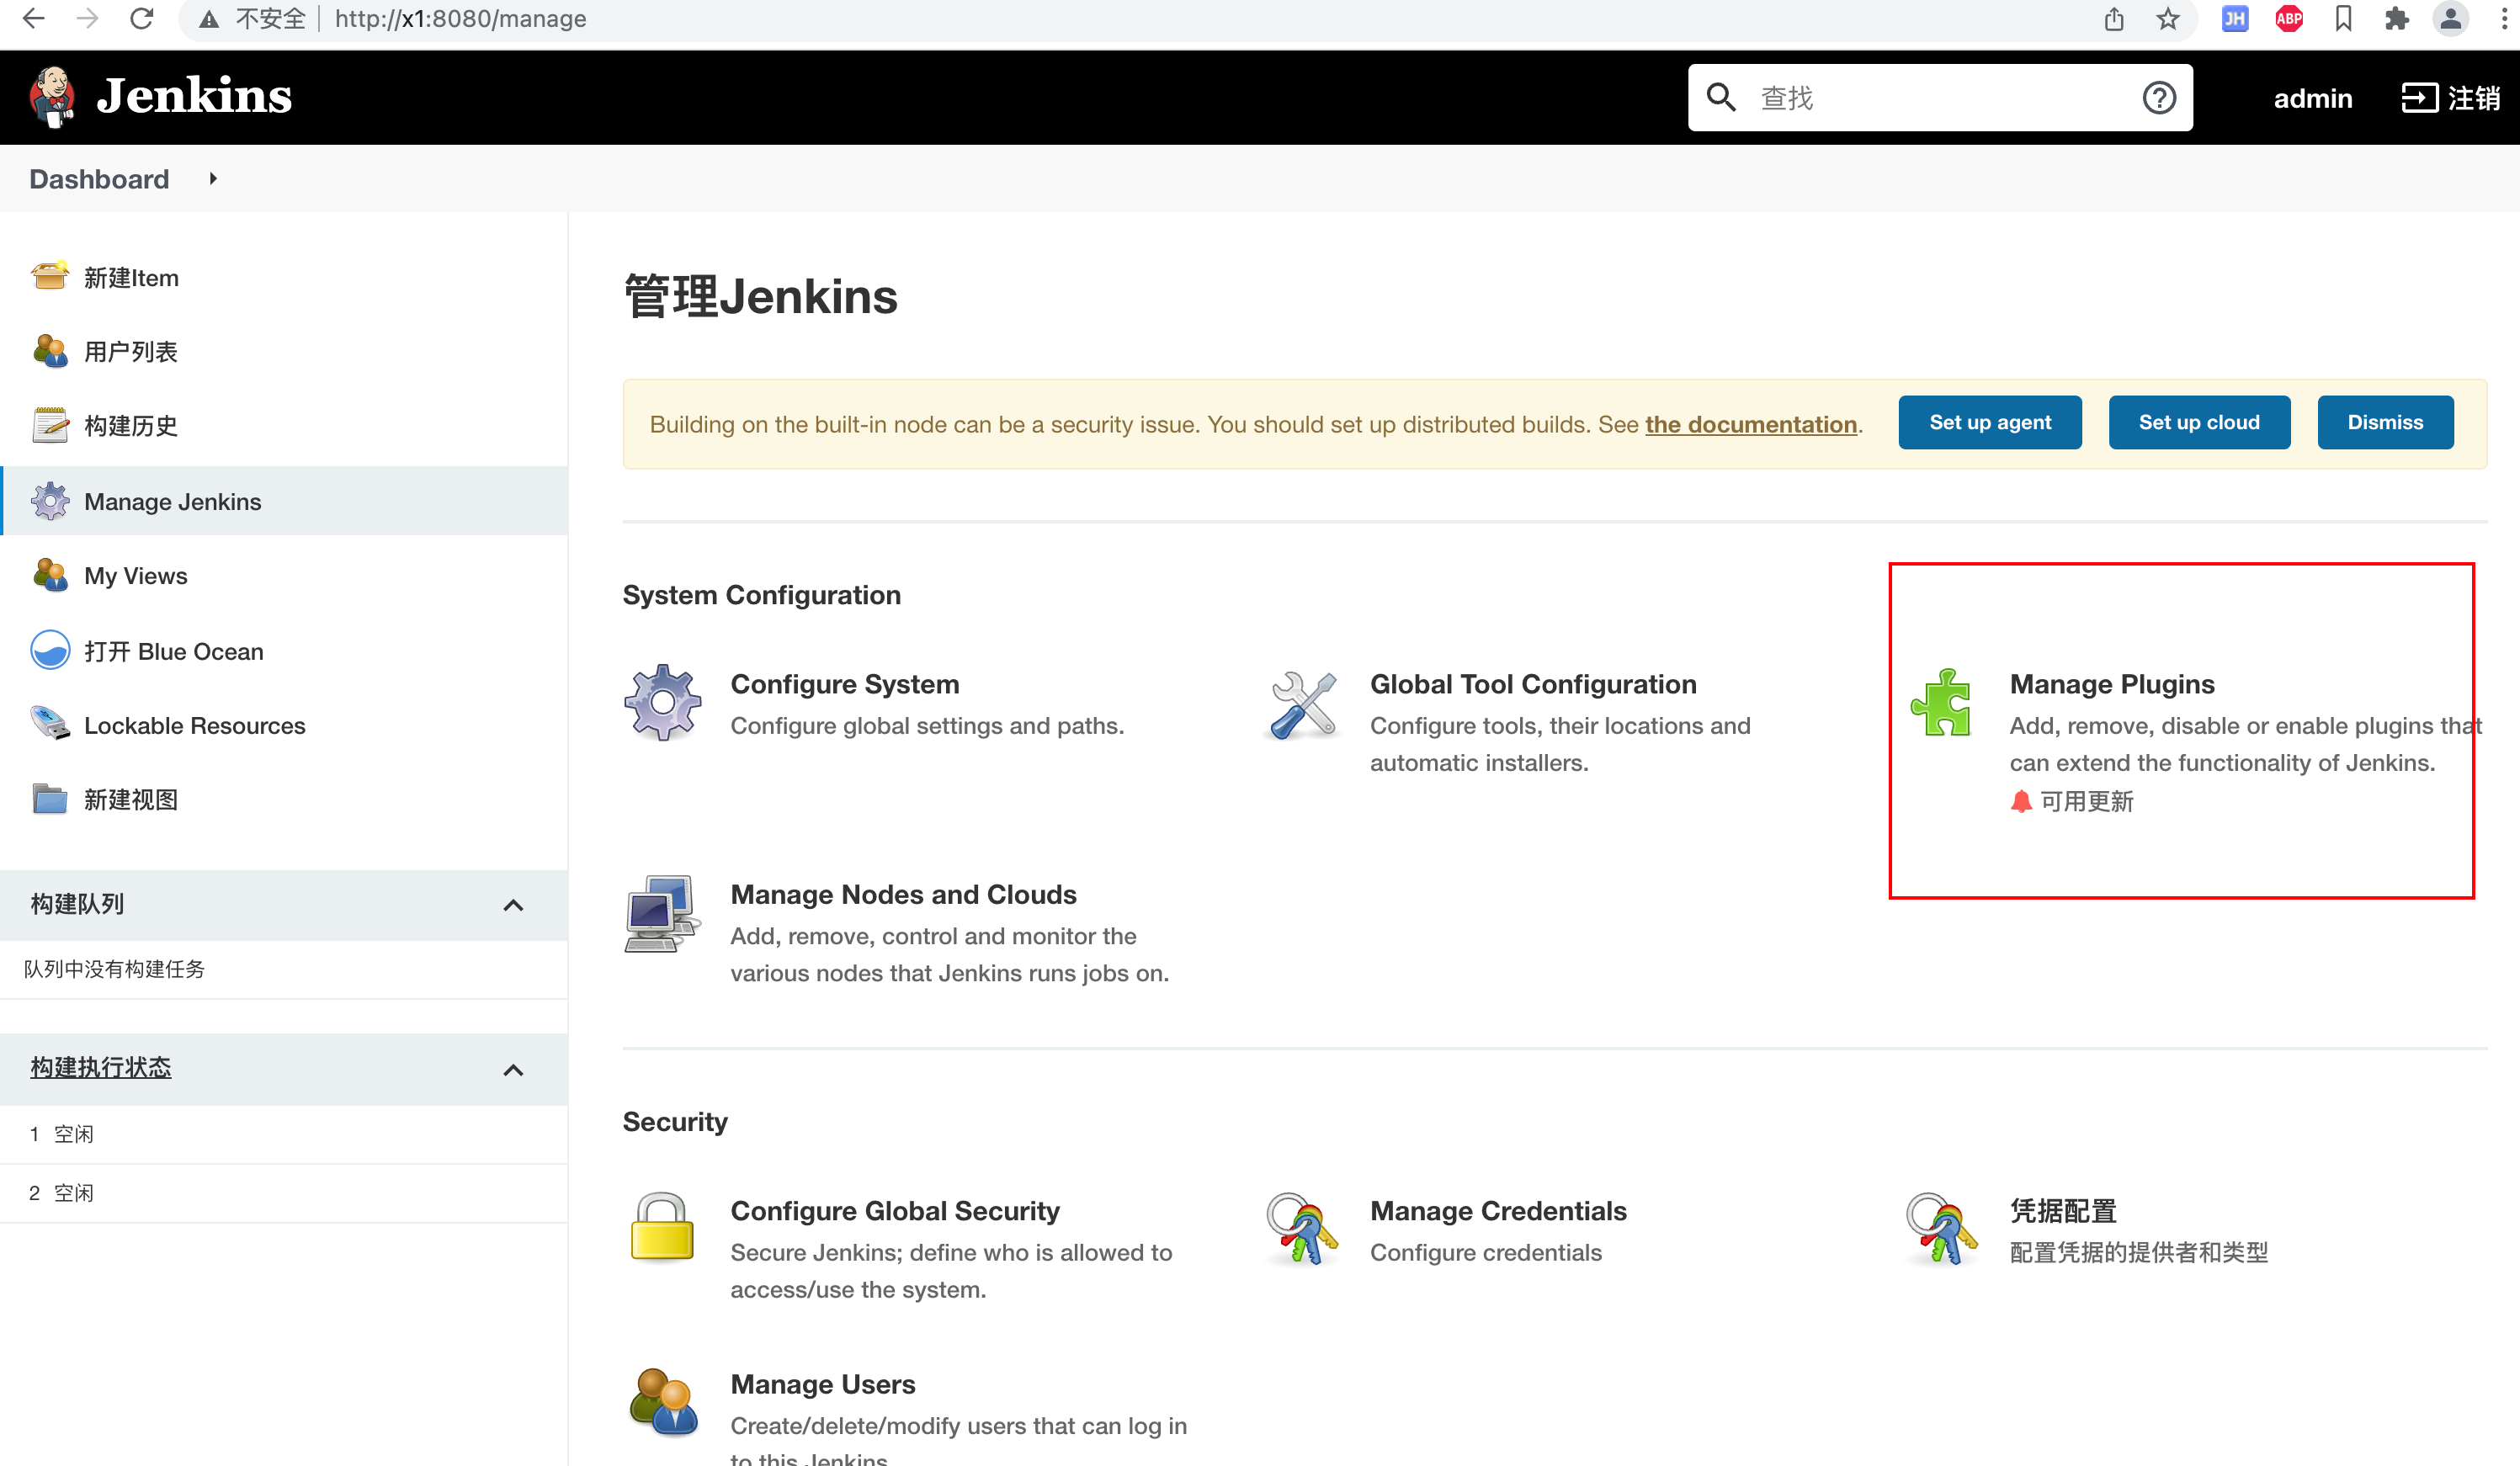 不安全 http://x1:8080/manage
JH
ABP
Jenkins
查找
admin
注销
Dashboard
新建Item
用户列表
构建历史
Manage Jenkins
My Views
打开 Blue Ocean
Lockable Resources
新建视图
构建队列
队列中没有构建任务
构建执行状态
1 空闲
2 空闲
管理Jenkins
Building on the built-in node can be a security issue. You should set up distributed builds. See the documentation.
Set up agent
Set up cloud
Dismiss
System Configuration
Configure System
Configure global settings and paths.
Global Tool Configuration
Configure tools, their locations and
automatic installers.
Manage Plugins
Add, remove, disable or enable plugins that
can extend the functionality of Jenkins.
可用更新
Manage Nodes and Clouds
Add, remove, control and monitor the
various nodes that Jenkins runs jobs on.
Security
Configure Global Security
Secure Jenkins; define who is allowed to
access/use the system.
Manage Credentials
Configure credentials
凭据配置
配置凭据的提供者和类型
Manage Users
Create/delete/modify users that can log in
to this Jenkins